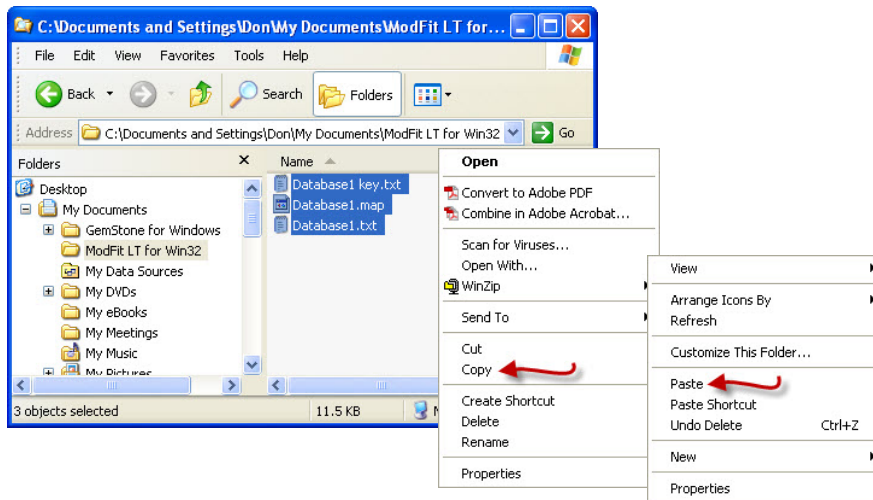 C:\Documents and Settings\Don\My Documents\ModFit LT for...
File Edit View Favorites Tools Help
Back Search Folders
Address C:\Documents and Settings\Don\My Documents\ModFit LT for Win32 Go
Folders X Name
Desktop
My Documents
GemStone for Windows
ModFit LT for Win32
My Data Sources
My DVDs
My eBooks
My Meetings
My Music
My Pictures
Database1 key.txt
Database1.map
Database1.txt
3 objects selected 11.5 KB
Open
Convert to Adobe PDF
Combine in Adobe Acrobat...
Scan for Viruses...
Open With...
WinZip
Send To
Cut
Copy
Create Shortcut
Delete
Rename
Properties
View
Arrange Icons By
Refresh
Customize This Folder...
Paste
Paste Shortcut
Undo Delete Ctrl+Z
New
Properties